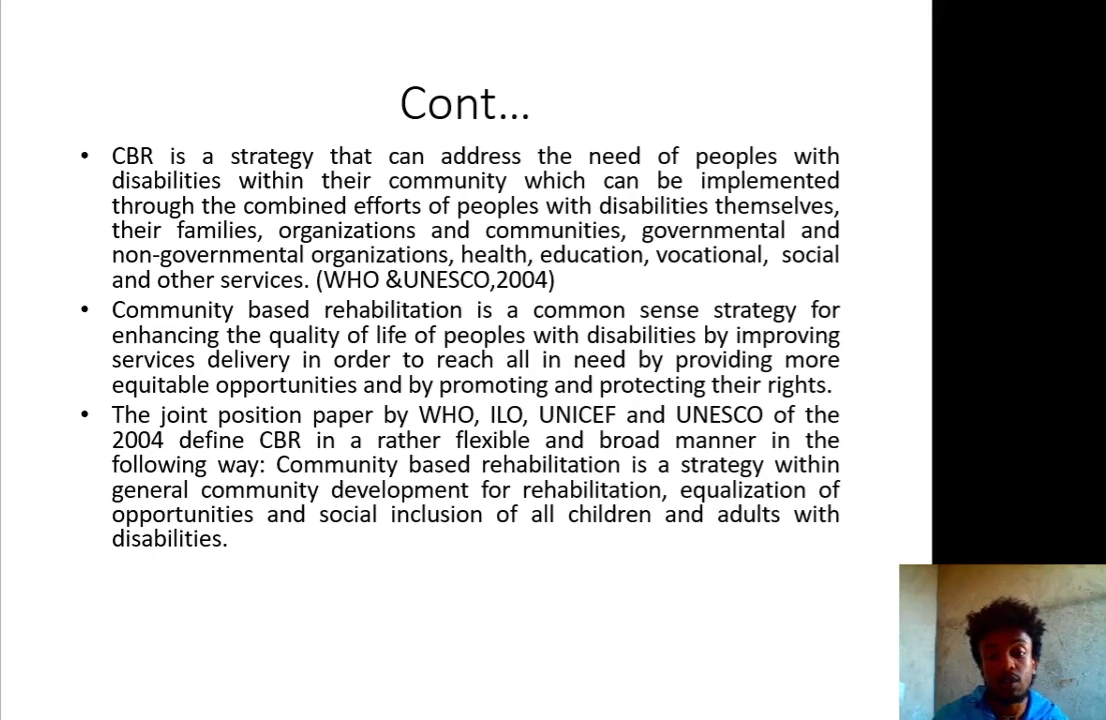 Cont...
• CBR is a strategy that can address the need of peoples with
disabilities within their community which can be implemented
through the combined efforts of peoples with disabilities themselves,
their families, organizations and communities, governmental and
non-governmental organizations, health, education, vocational, social
and other services. (WHO &UNESCO,2004)
• Community based rehabilitation is a common sense strategy for
enhancing the quality of life of peoples with disabilities by improving
services delivery in order to reach all in need by providing more
equitable opportunities and by promoting and protecting their rights.
• The joint position paper by WHO, ILO, UNICEF and UNESCO of the
2004 define CBR in a rather flexible and broad manner in the
following way: Community based rehabilitation is a strategy within
general community development for rehabilitation, equalization of
opportunities and social inclusion of all children and adults with
disabilities.